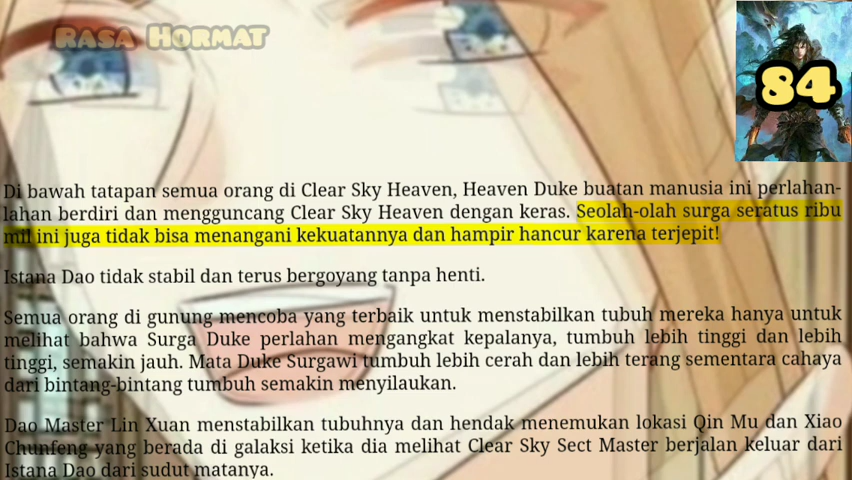 Rasa Hormat
84
Di bawah tatapan semua orang di Clear Sky Heaven, Heaven Duke buatan manusia ini perlahan-
lahan berdiri dan mengguncang Clear Sky Heaven dengan keras. Seolah-olah surga seratus ribu
mil ini juga tidak bisa menangani kekuatannya dan hampir hancur karena terjepit!
Istana Dao tidak stabil dan terus bergoyang tanpa henti.
Semua orang di gunung mencoba yang terbaik untuk menstabilkan tubuh mereka hanya untuk
melihat bahwa Surga Duke perlahan mengangkat kepalanya, tumbuh lebih tinggi dan lebih
tinggi, semakin jauh. Mata Duke Surgawi tumbuh lebih cerah dan lebih terang sementara cahaya
dari bintang-bintang tumbuh semakin menyilaukan.
Dao Master Lin Xuan menstabilkan tubuhnya dan hendak menemukan lokasi Qin Mu dan Xiao
Chunfeng yang berada di galaksi ketika dia melihat Clear Sky Sect Master berjalan keluar dari
Istana Dao dari sudut matanya.